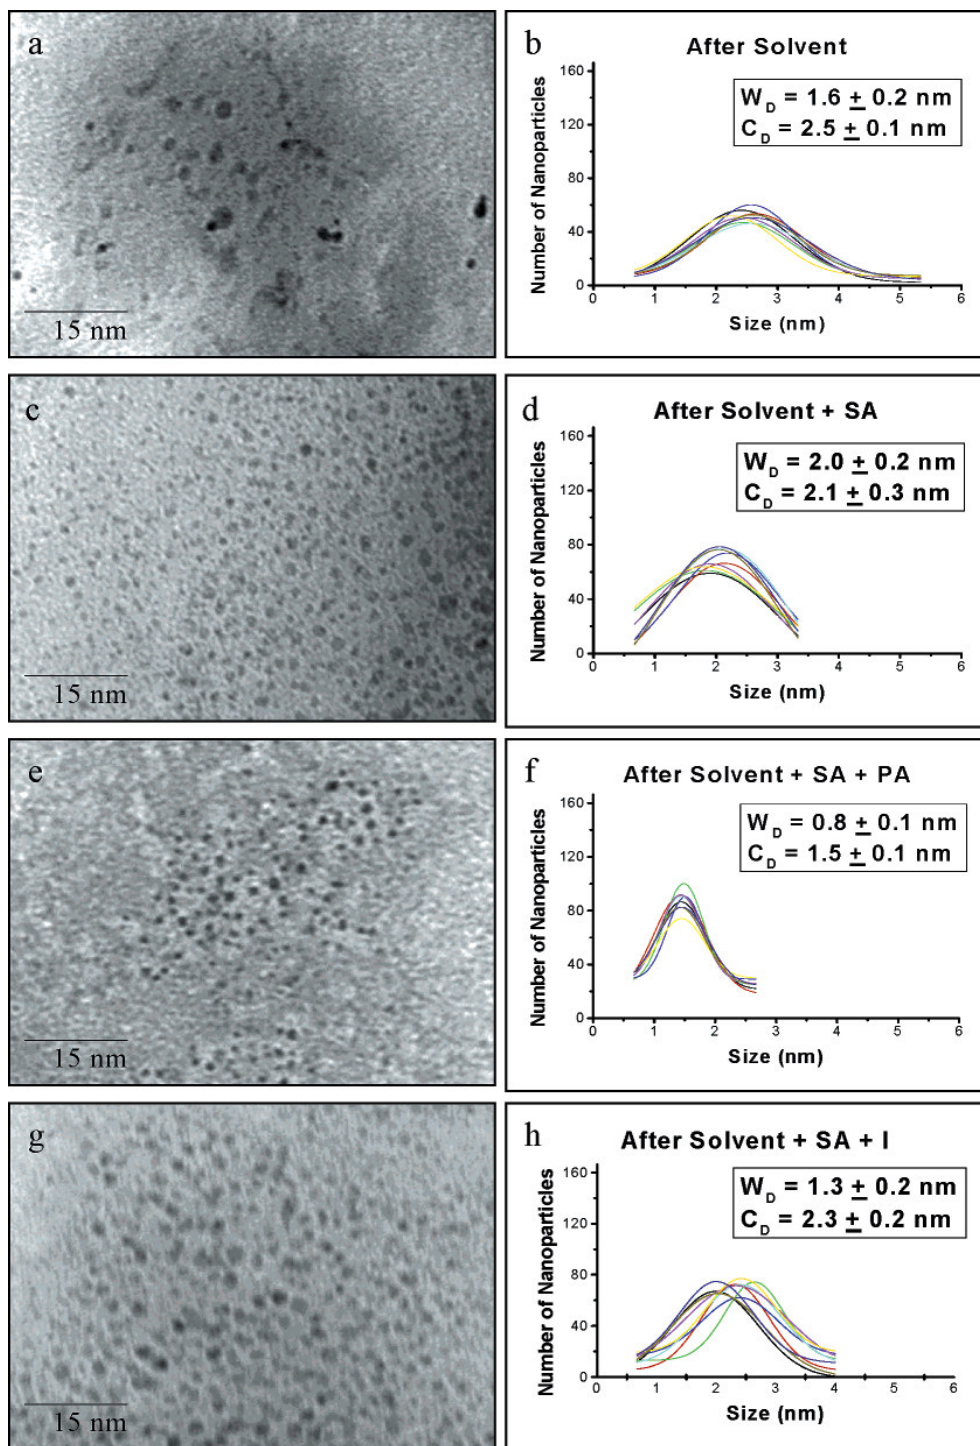 a
15 nm
b
After Solvent
W_D = 1.6 ± 0.2 nm
C_D = 2.5 ± 0.1 nm
Number of Nanoparticles
160
120
80
40
0
0 1 2 3 4 5 6
Size (nm)
c
15 nm
d
After Solvent + SA
W_D = 2.0 ± 0.2 nm
C_D = 2.1 ± 0.3 nm
Number of Nanoparticles
160
120
80
40
0
0 1 2 3 4 5 6
Size (nm)
e
15 nm
f
After Solvent + SA + PA
W_D = 0.8 ± 0.1 nm
C_D = 1.5 ± 0.1 nm
Number of Nanoparticles
160
120
80
40
0
0 1 2 3 4 5 6
Size (nm)
g
15 nm
h
After Solvent + SA + I
W_D = 1.3 ± 0.2 nm
C_D = 2.3 ± 0.2 nm
Number of Nanoparticles
160
120
80
40
0
0 1 2 3 4 5 6
Size (nm)